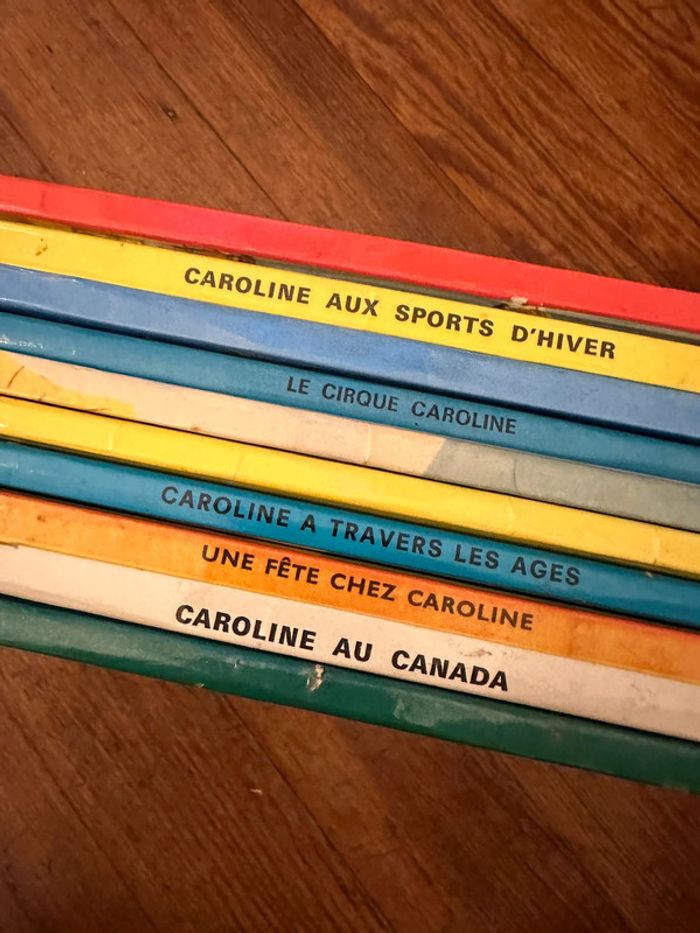 CAROLINE AUX SPORTS D'HIVER
LE CIRQUE CAROLINE
CAROLINE A TRAVERS LES AGES
UNE FÊTE CHEZ CAROLINE
CAROLINE AU CANADA